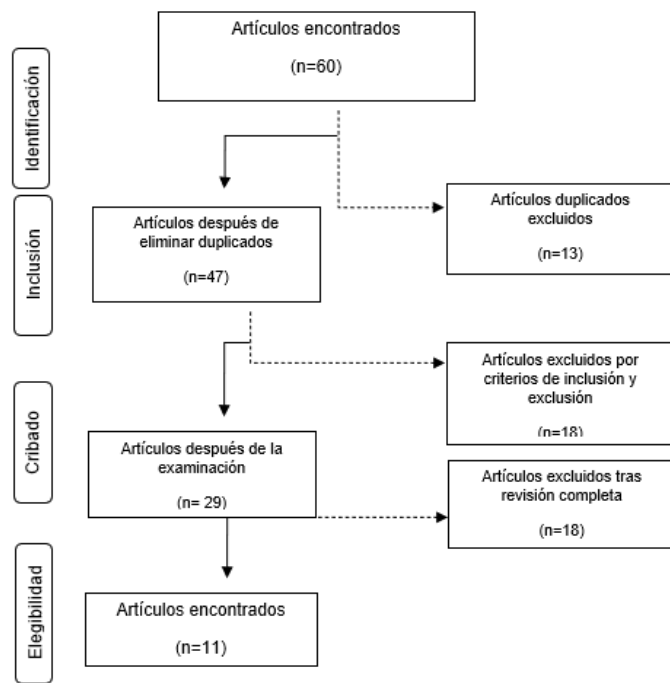 Artículos encontrados
(n=60)
Identificación
Artículos duplicados
excluidos
(n=13)
Artículos después de
eliminar duplicados
(n=47)
Inclusión
Artículos excluidos por
criterios de inclusión y
exclusión
(n=18)
Artículos después de la
examinación
(n= 29)
Cribado
Artículos excluidos tras
revisión completa
(n=18)
Artículos encontrados
(n=11)
Elegibilidad